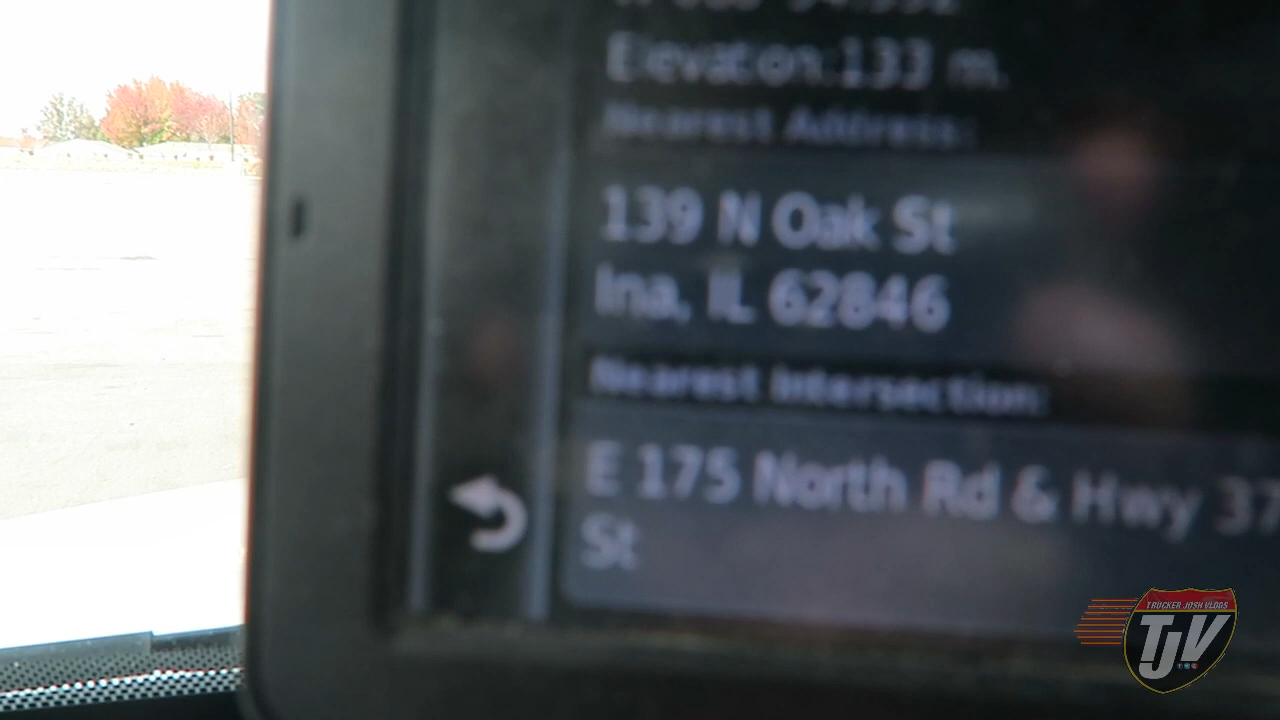 Elevation:133 m.
Nearest Address:
139 N Oak St
Ina, IL 62846
Nearest Intersection:
E 175 North Rd & Hwy 37
St
TRUCKER JOSH VLOGS
TJV